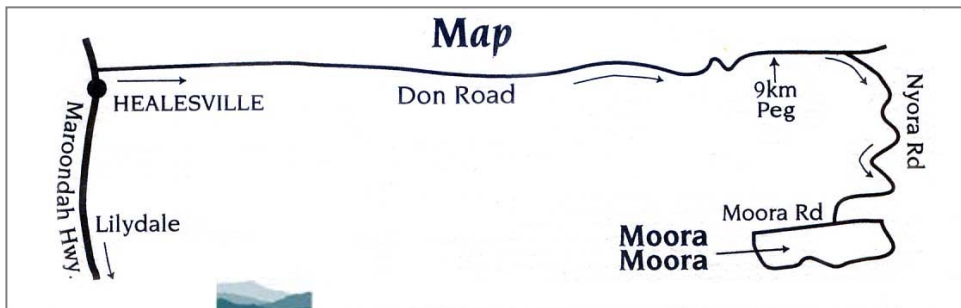 Map
HEALESVILLE
Don Road
9km
Peg
Nyora Rd
Maroondah Hwy.
Lilydale
Moora Rd
Moora
Moora